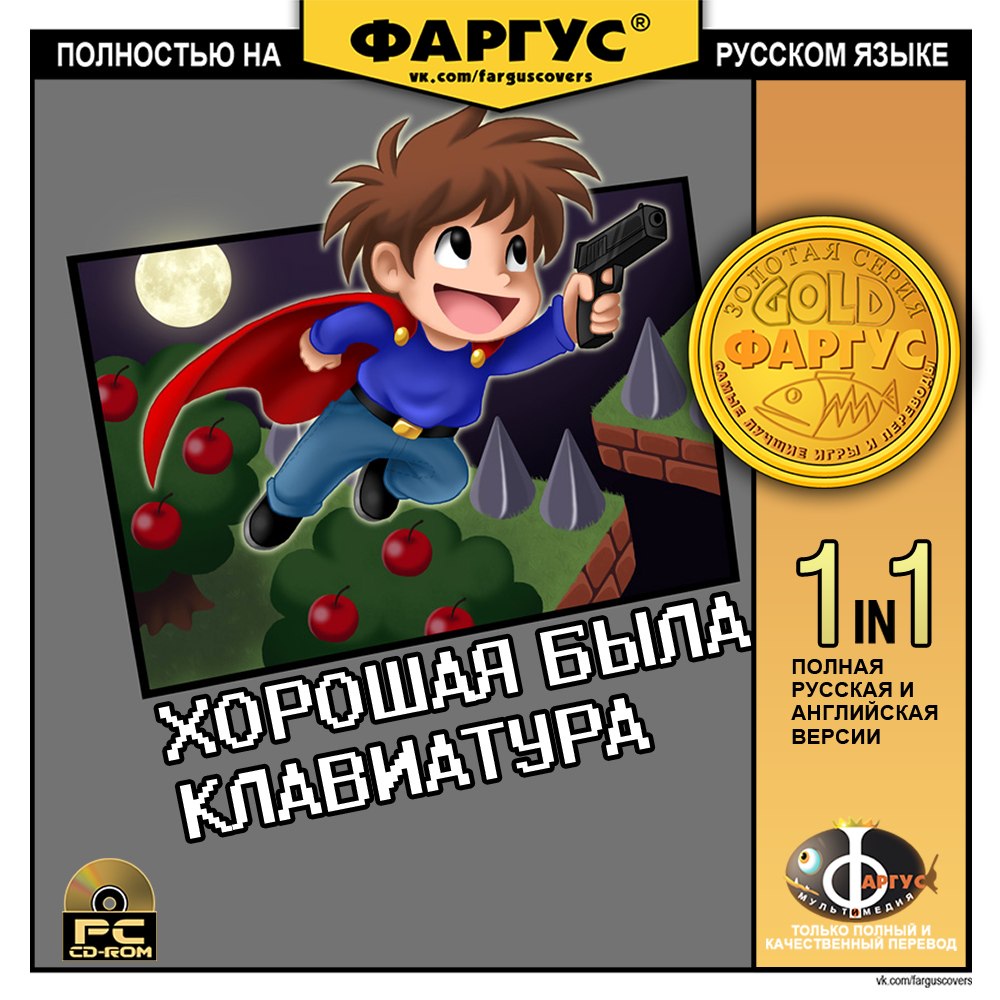 ПОЛНОСТЬЮ НА
ФАРГУС®
РУССКОМ ЯЗЫКЕ
vk.com/farguscovers
ЗОЛОТАЯ СЕРИЯ
GOLD
ФАРГУС
САМЫЕ ЛУЧШИЕ ИГРЫ И ПЕРЕВОДЫ
1 IN 1
ПОЛНАЯ
РУССКАЯ И
АНГЛИЙСКАЯ
ВЕРСИИ
ХОРОШАЯ БЫЛА
КЛАВИАТУРА
PC
CD-ROM
ФАРГУС
МУЛЬТИМЕДИЯ
ТОЛЬКО ПОЛНЫЙ И
КАЧЕСТВЕННЫЙ ПЕРЕВОД
vk.com/farguscovers